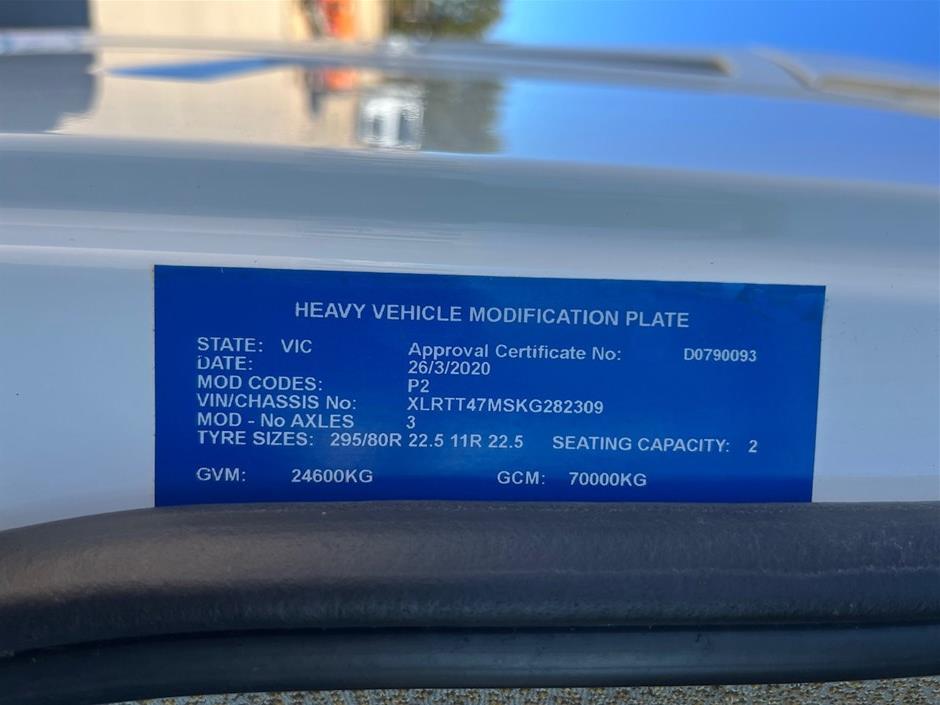 HEAVY VEHICLE MODIFICATION PLATE
STATE: VIC Approval Certificate No: D0790093
DATE: 26/3/2020
MOD CODES: P2
VIN/CHASSIS No: XLRTT47MSKG282309
MOD - No AXLES 3
TYRE SIZES: 295/80R 22.5 11R 22.5 SEATING CAPACITY: 2
GVM: 24600KG GCM: 70000KG